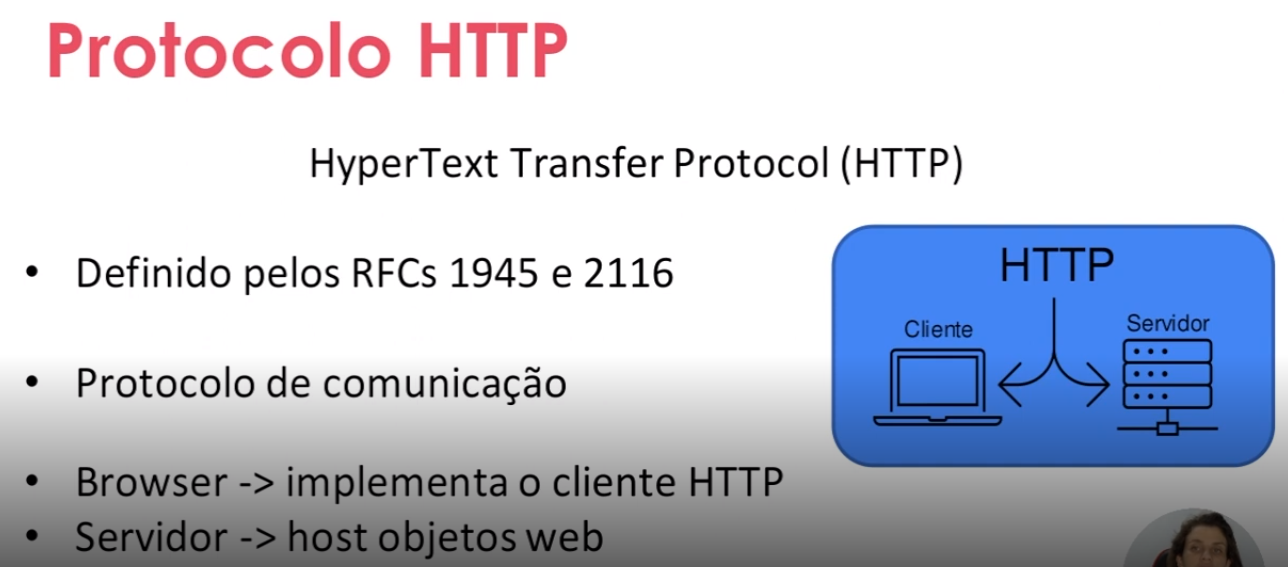 Protocolo HTTP
HyperText Transfer Protocol (HTTP)
• Definido pelos RFCs 1945 e 2116
• Protocolo de comunicação
• Browser -> implementa o cliente HTTP
• Servidor -> host objetos web
HTTP
Cliente
Servidor